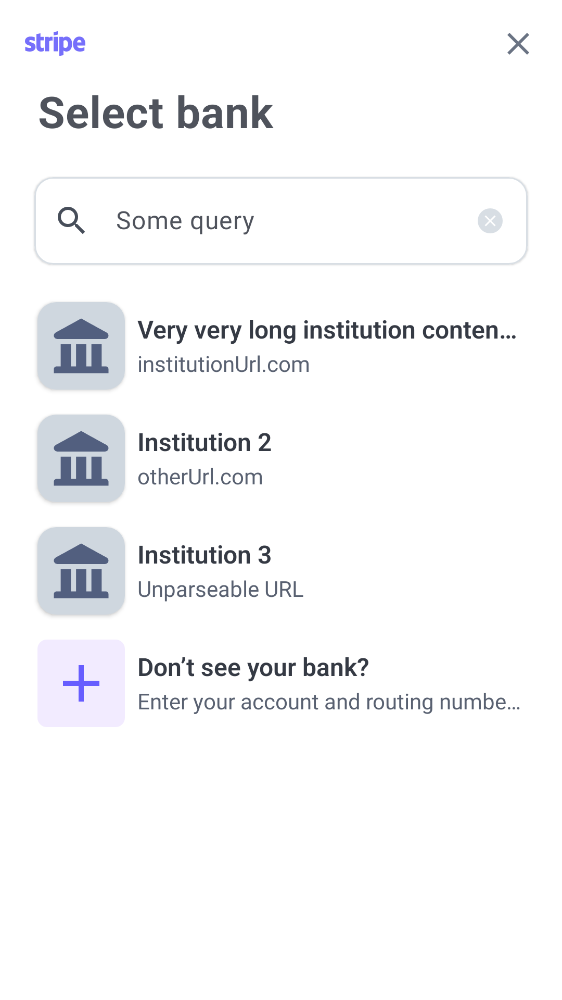 stripe
Select bank
Some query
Very very long institution conten...
institutionUrl.com
Institution 2
otherUrl.com
Institution 3
Unparseable URL
Don’t see your bank?
Enter your account and routing numbe...